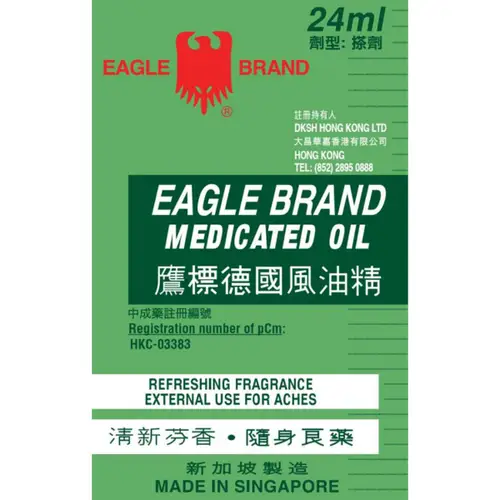 EAGLE BRAND
®
24ml
劑型: 搽劑
註冊持有人
DKSH HONG KONG LTD
大昌華嘉香港有限公司
HONG KONG
TEL: (852) 2895 0888
EAGLE BRAND
MEDICATED OIL
鷹標德國風油精
中成藥註冊編號
Registration number of pCm:
HKC-03383
REFRESHING FRAGRANCE
EXTERNAL USE FOR ACHES
清新芬香・隨身良藥
新加坡製造
MADE IN SINGAPORE